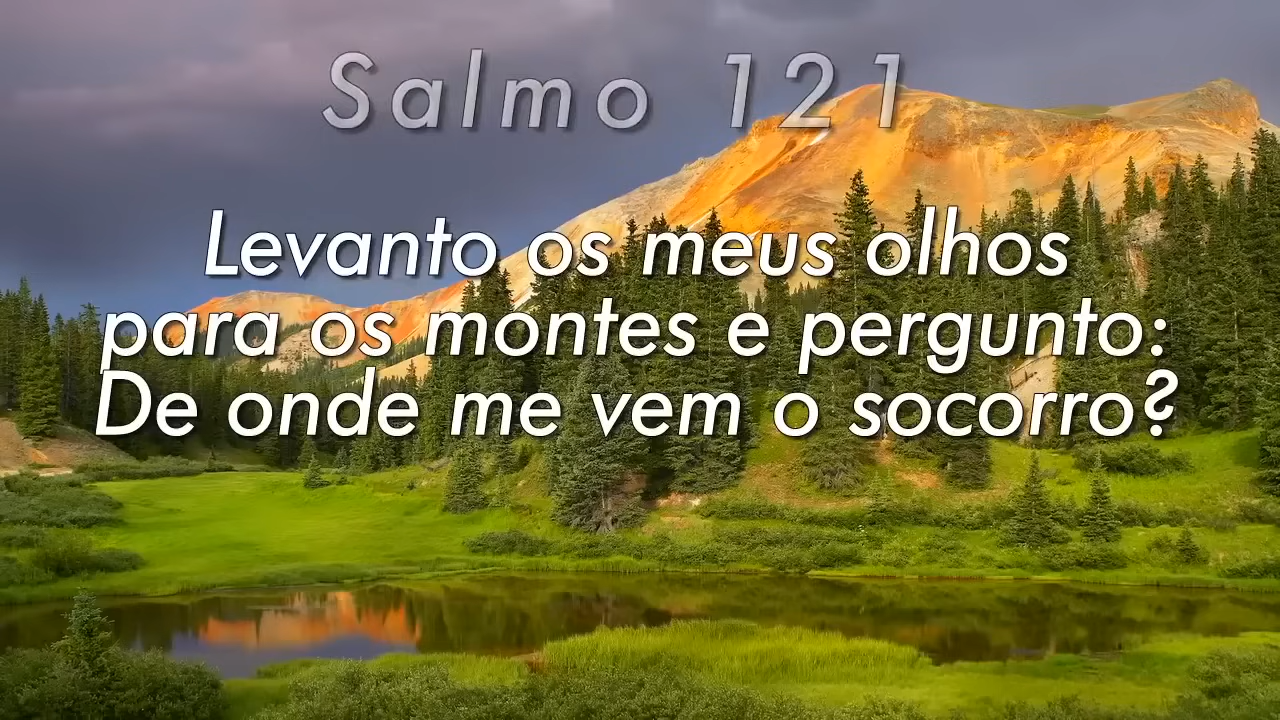 Salmo 121
Levanto os meus olhos
para os montes e pergunto:
De onde me vem o socorro?